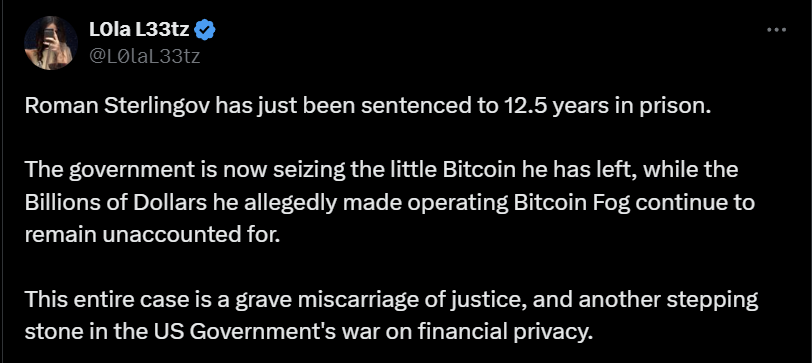 L0la L33tz
@L0laL33tz
Roman Sterlingov has just been sentenced to 12.5 years in prison.
The government is now seizing the little Bitcoin he has left, while the
Billions of Dollars he allegedly made operating Bitcoin Fog continue to
remain unaccounted for.
This entire case is a grave miscarriage of justice, and another stepping
stone in the US Government's war on financial privacy.